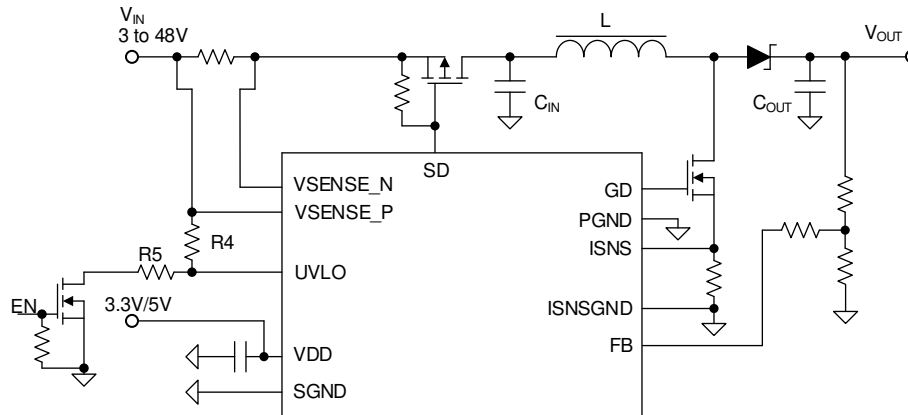 VIN
3 to 48V
L
VOUT
CIN
COUT
SD
VSENSE_N
GD
VSENSE_P
PGND
R4
ISNS
R5
UVLO
EN
3.3V/5V
ISNSGND
VDD
FB
SGND